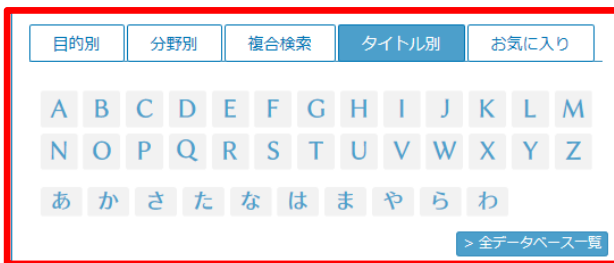 目的別 分野別 複合検索 タイトル別 お気に入り
A B C D E F G H I J K L M
N O P Q R S T U V W X Y Z
あ か さ た な は ま や ら わ
> 全データベース一覧